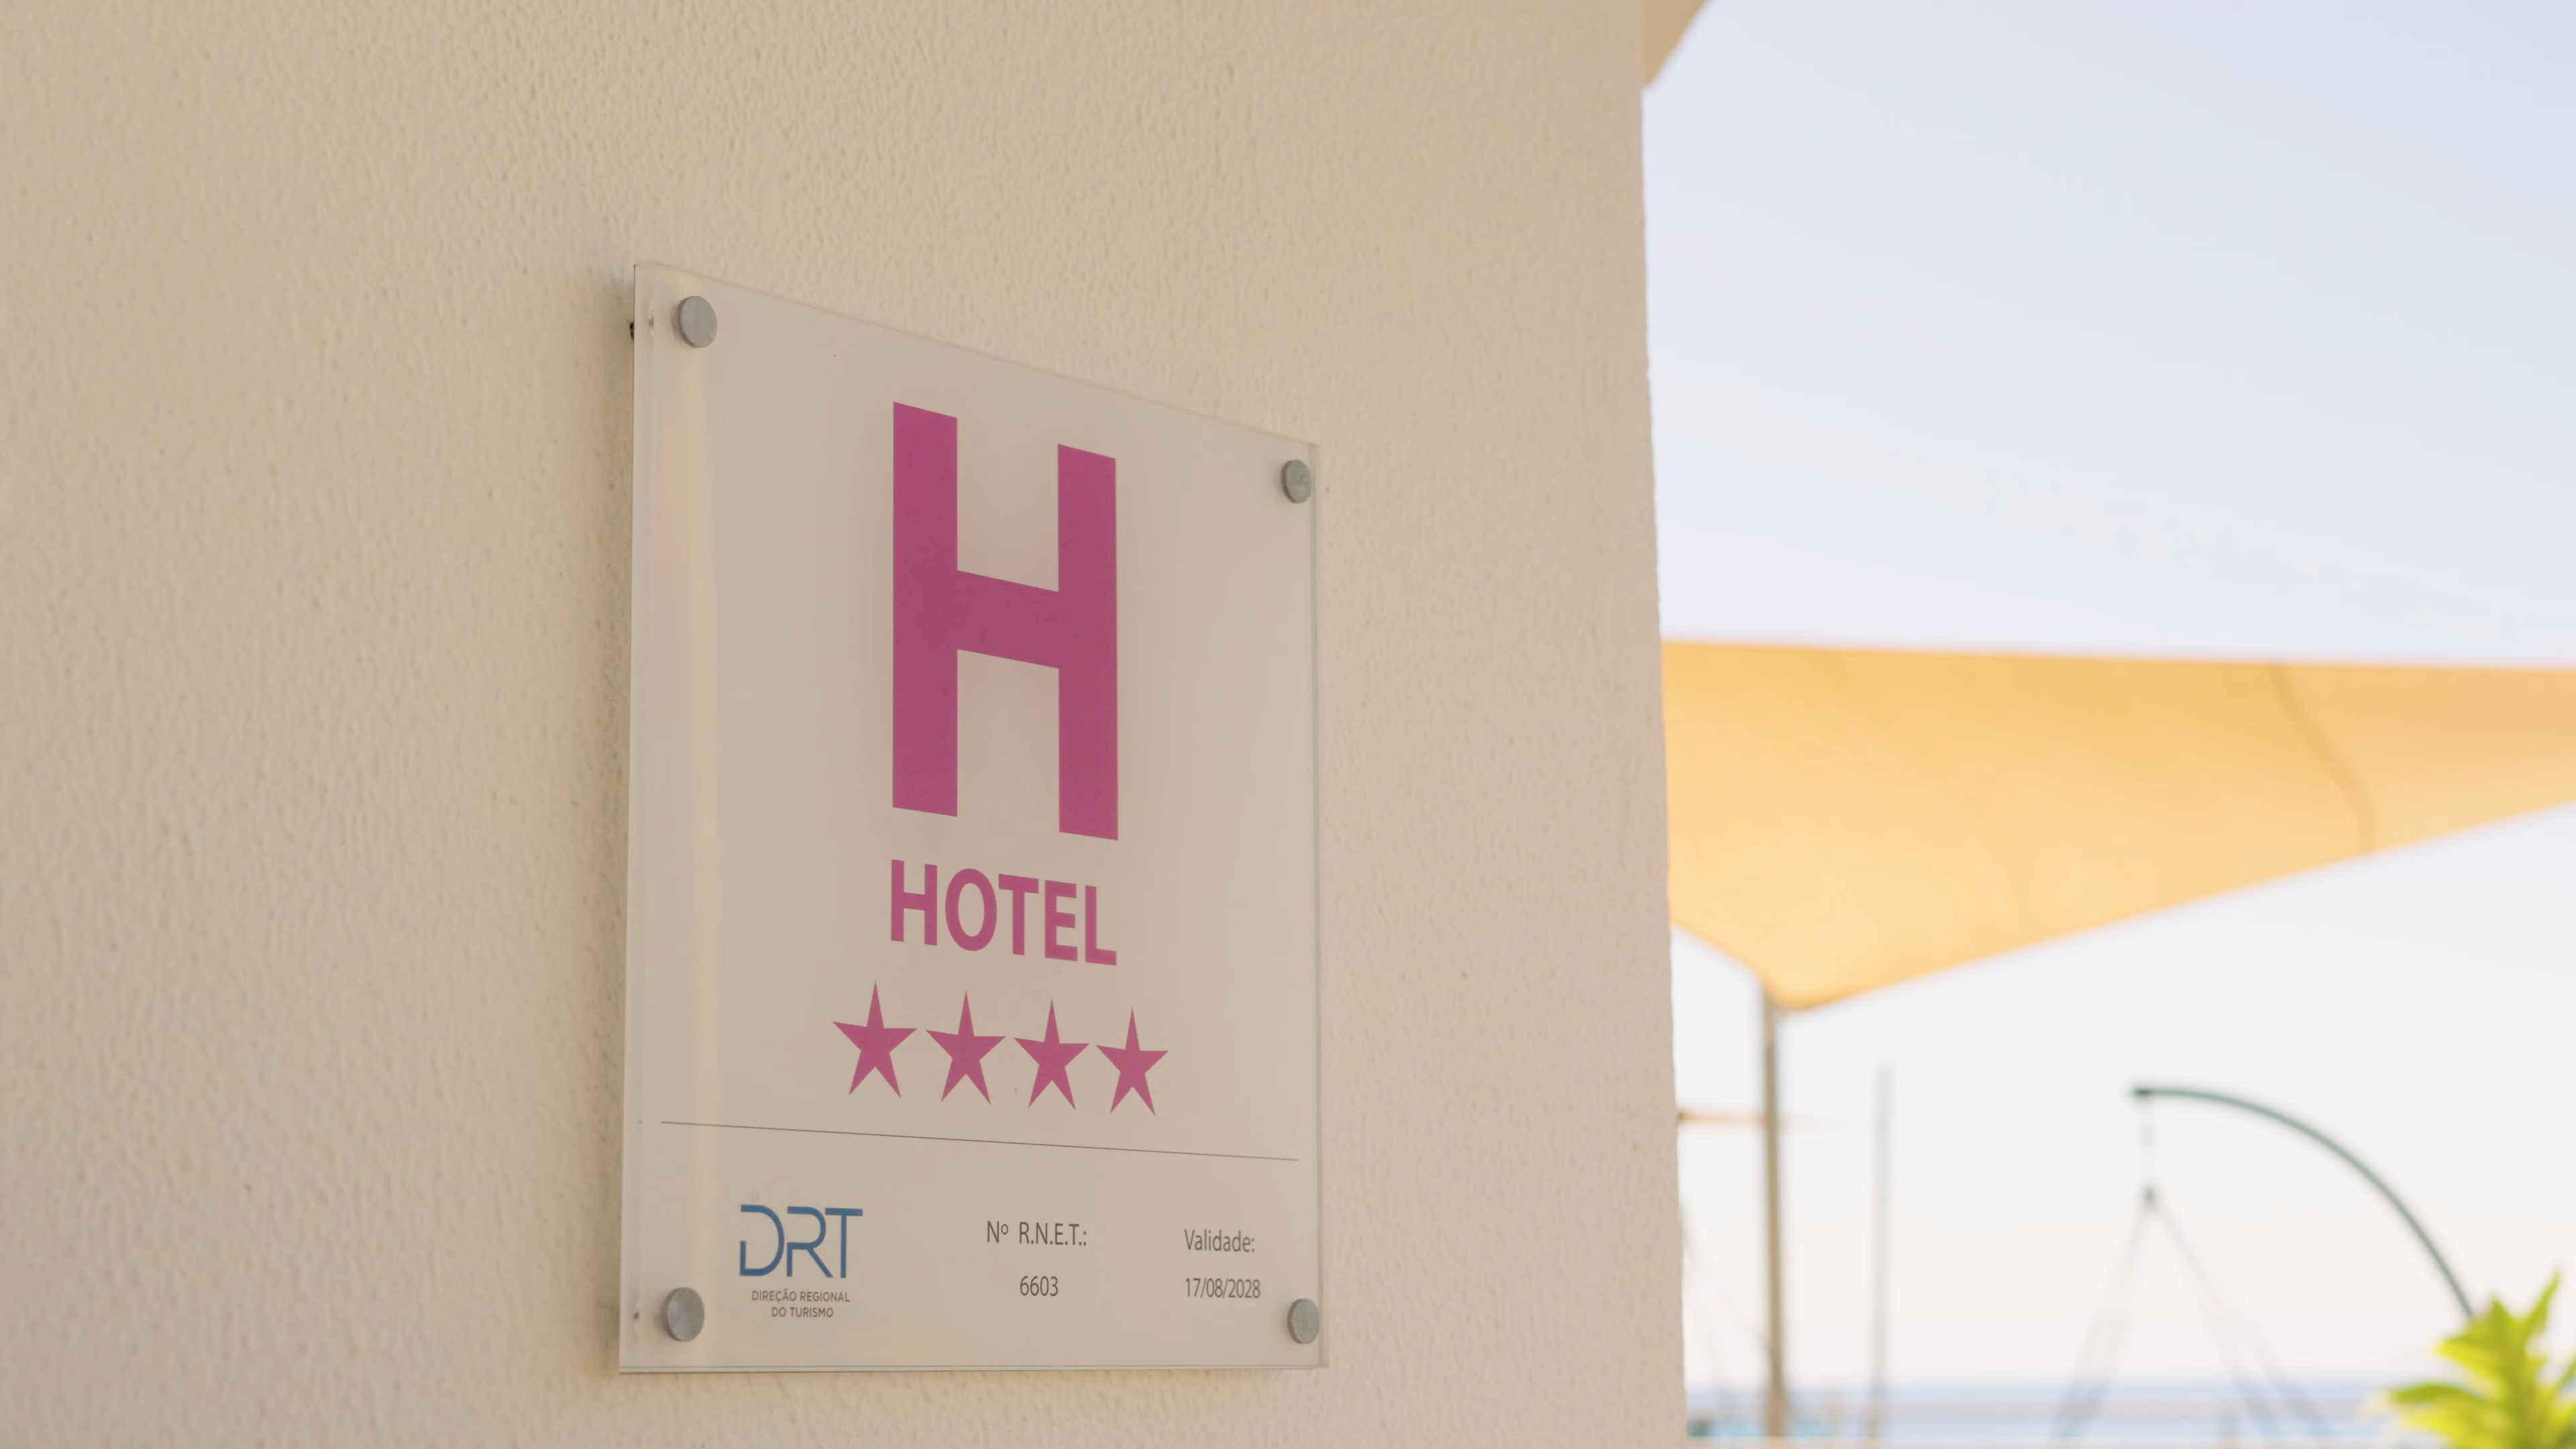 H
HOTEL
DRT
DIREÇÃO REGIONAL
DO TURISMO
Nº R.N.E.T.:
6603
Validade:
17/08/2028